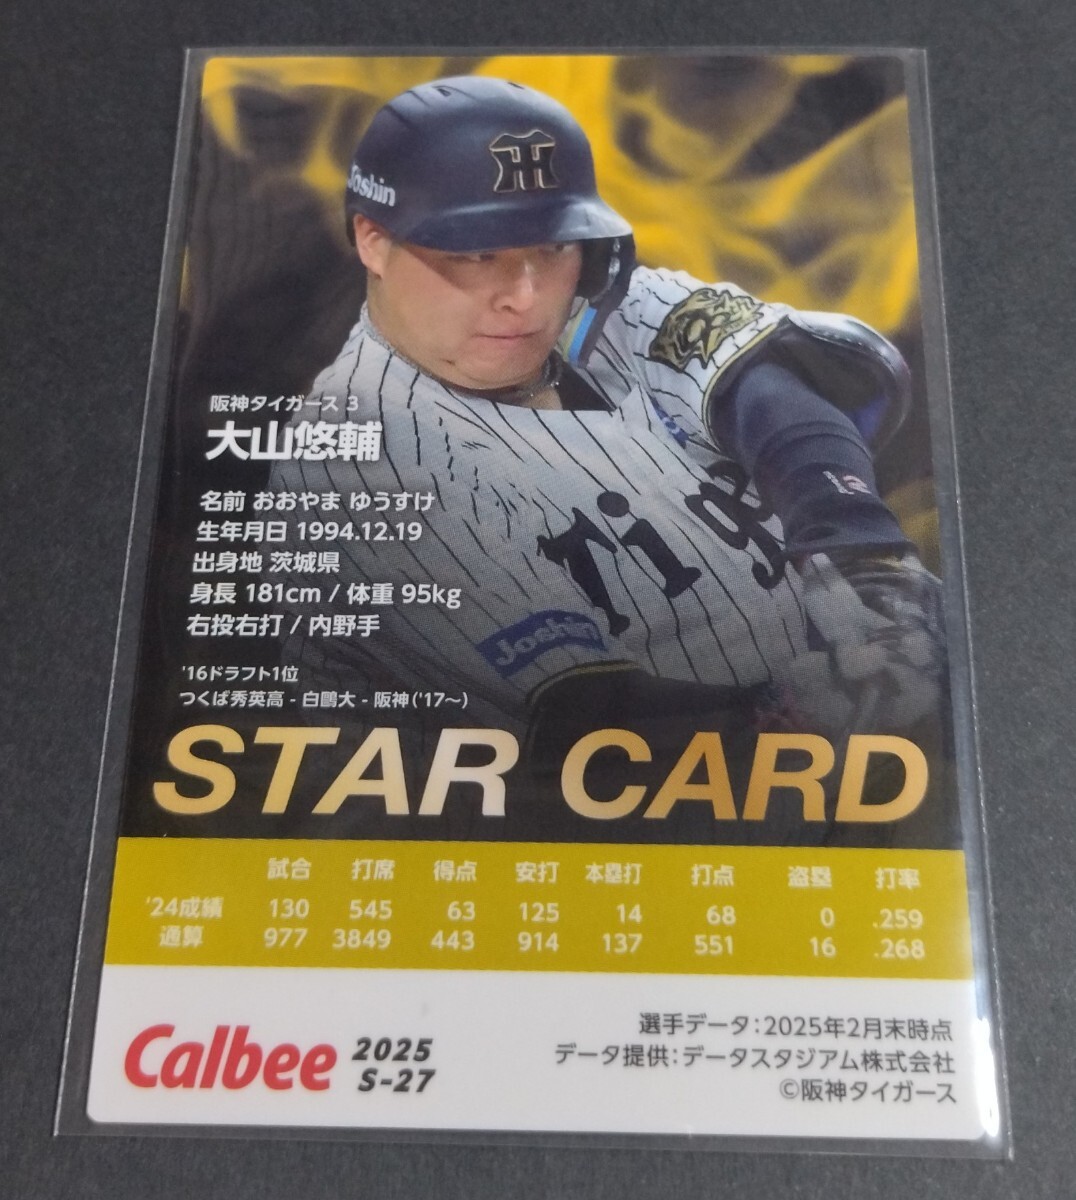 Joshin
阪神タイガース 3
大山悠輔
名前 おおやま ゆうすけ
生年月日 1994.12.19
出身地 茨城県
身長 181cm / 体重 95kg
右投右打 / 内野手
Tige
Joshin
'16ドラフト1位
つくば秀英高 - 白鷗大 - 阪神('17〜)
STAR CARD
試合 打席 得点 安打 本塁打 打点 盗塁 打率
'24成績 130 545 63 125 14 68 0 .259
通算 977 3849 443 914 137 551 16 .268
Calbee 2025 S-27
選手データ:2025年2月末時点
データ提供:データスタジアム株式会社
©阪神タイガース